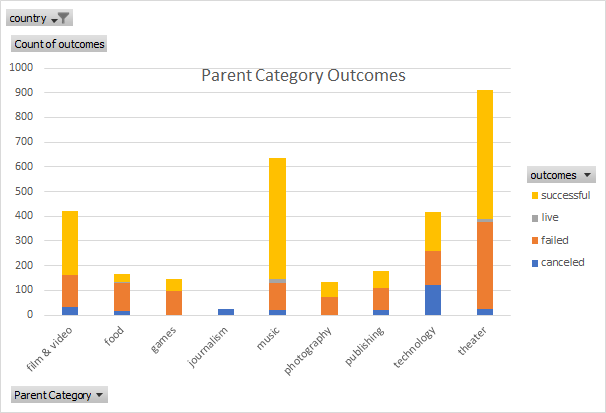 country
Count of outcomes
Parent Category Outcomes
1000
900
800
700
600
500
400
300
200
100
0
film & video
food
games
journalism
music
photography
publishing
technology
theater
outcomes
successful
live
failed
canceled
Parent Category